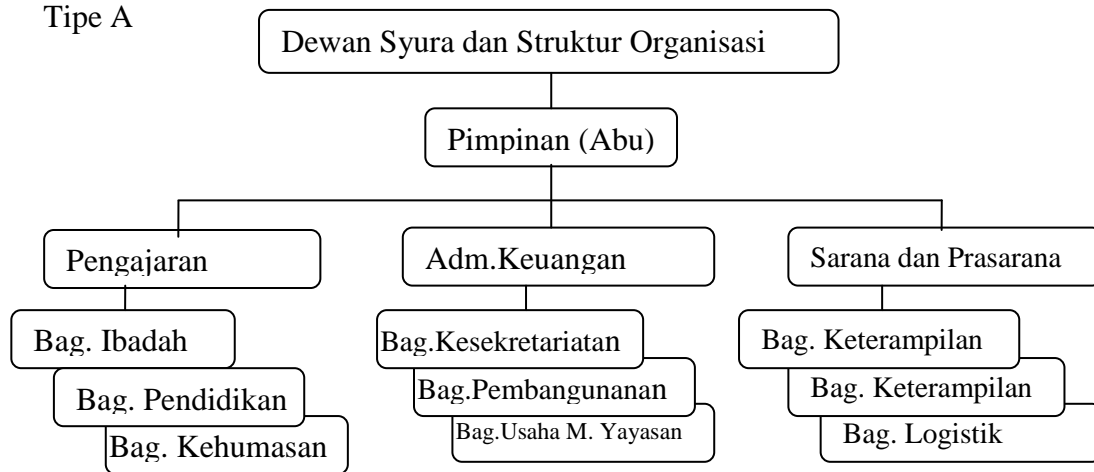 Tipe A
Dewan Syura dan Struktur Organisasi
Pimpinan (Abu)
Pengajaran
Adm.Keuangan
Sarana dan Prasarana
Bag. Ibadah
Bag. Pendidikan
Bag. Kehumasan
Bag.Kesekretariatan
Bag.Pembangunanan
Bag.Usaha M. Yayasan
Bag. Keterampilan
Bag. Keterampilan
Bag. Logistik